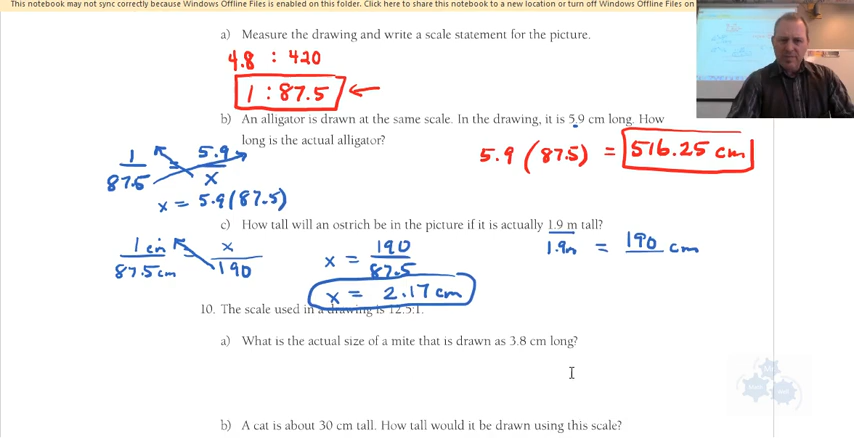 This notebook may not sync correctly because Windows Offline Files is enabled on this folder. Click here to share this notebook to a new location or turn off Windows Offline Files on
a) Measure the drawing and write a scale statement for the picture.
4.8 : 420
1 : 87.5
b) An alligator is drawn at the same scale. In the drawing, it is 5.9 cm long. How
long is the actual alligator?
1/87.5 5.9/x
5.9 (87.5) = 516.25 cm
x = 5.9(87.5)
c) How tall will an ostrich be in the picture if it is actually 1.9 m tall?
1.9m = 190 cm
1 cm/87.5cm x/190
x = 190/87.5
x = 2.17 cm
10. The scale used in a drawing is 12.5:1.
a) What is the actual size of a mite that is drawn as 3.8 cm long?
b) A cat is about 30 cm tall. How tall would it be drawn using this scale?